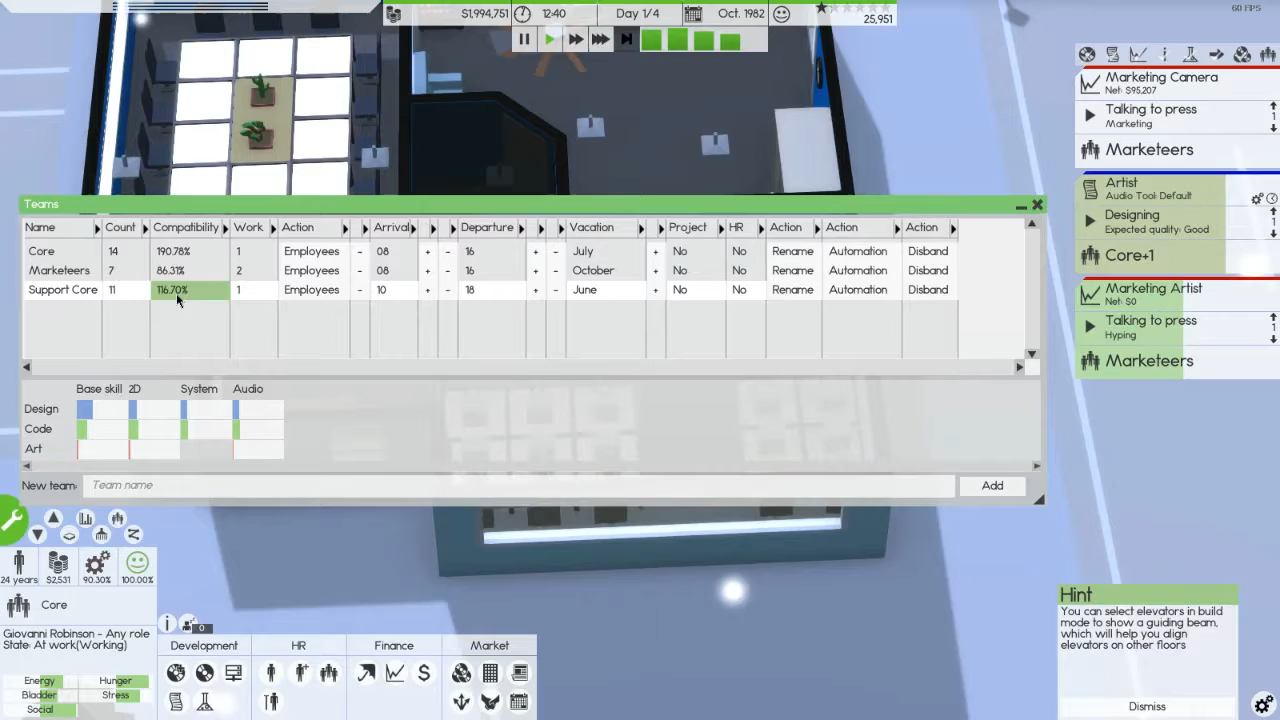 $1,994,751 12:40 Day 1/4 Oct. 1982 25,951
60 FPS
Marketing Camera
Net: $95,207
Talking to press
Marketing
1
Marketeers
Artist
Audio Tool: Default
Designing
Expected quality: Good
Core+1
Marketing Artist
Net: $0
Talking to press
Hyping
1
Marketeers
Teams
Name Count Compatibility Work Action Arrival Departure Vacation Project HR Action Action Action
Core 14 190.78% 1 Employees - 08 + - 16 + - July + No No Rename Automation Disband
Marketeers 7 86.31% 2 Employees - 08 + - 16 + - October + No No Rename Automation Disband
Support Core 11 116.70% 1 Employees - 10 + - 18 + - June + No No Rename Automation Disband
Base skill 2D System Audio
Design
Code
Art
New team: Team name Add
24 years $2,531 90.30% 100.00%
Core
Giovanni Robinson - Any role
State: At work(Working)
Energy Hunger
Bladder Stress
Social
0
Development HR Finance Market
Hint
You can select elevators in build
mode to show a guiding beam,
which will help you align
elevators on other floors
Dismiss